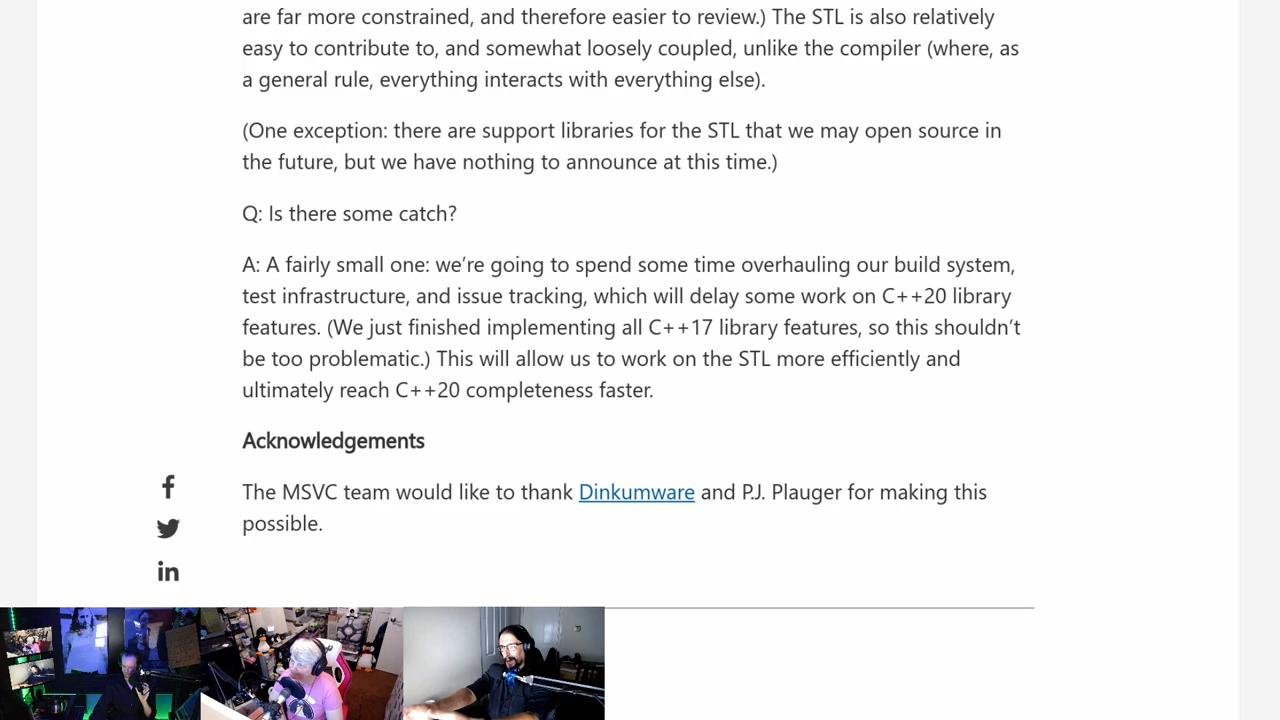 are far more constrained, and therefore easier to review.) The STL is also relatively
easy to contribute to, and somewhat loosely coupled, unlike the compiler (where, as
a general rule, everything interacts with everything else).
(One exception: there are support libraries for the STL that we may open source in
the future, but we have nothing to announce at this time.)
Q: Is there some catch?
A: A fairly small one: we’re going to spend some time overhauling our build system,
test infrastructure, and issue tracking, which will delay some work on C++20 library
features. (We just finished implementing all C++17 library features, so this shouldn’t
be too problematic.) This will allow us to work on the STL more efficiently and
ultimately reach C++20 completeness faster.
Acknowledgements
The MSVC team would like to thank Dinkumware and P.J. Plauger for making this
possible.